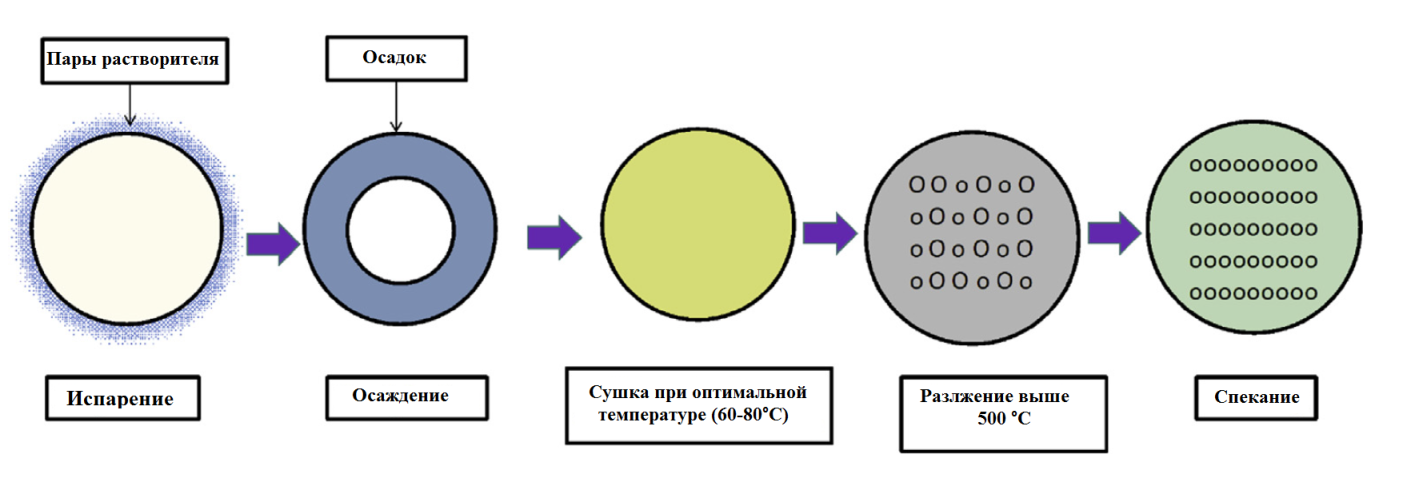 Пары растворителя
Осадок
O O o O o O
o O o O o O
o O o O o O
o O O o O o
o o o o o o o o o
o o o o o o o o o
o o o o o o o o o
o o o o o o o o o
o o o o o o o o o
Испарение
Осаждение
Сушка при оптимальной
температуре (60-80°C)
Разлжение выше
500 °C
Спекание